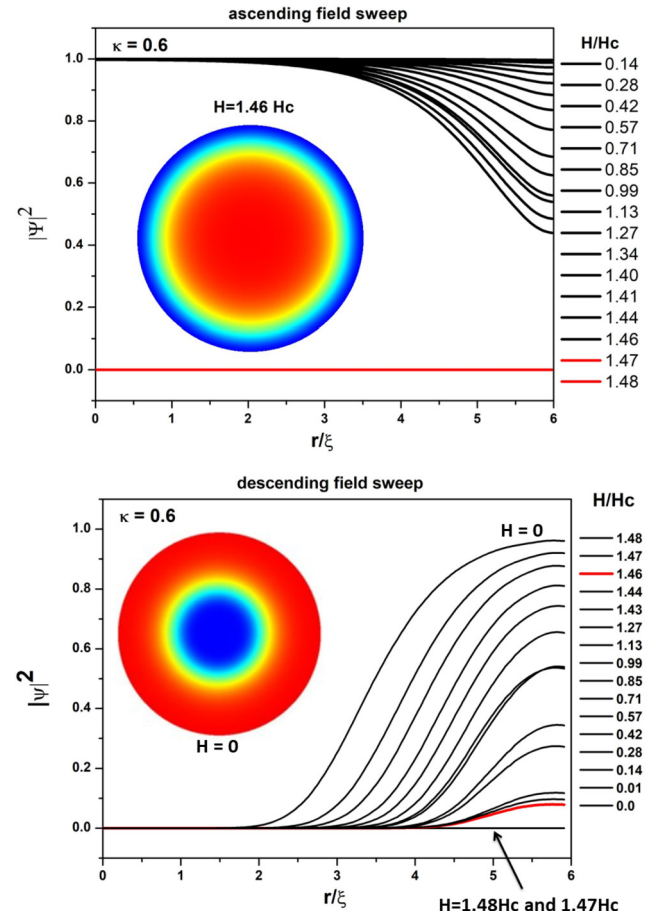 ascending field sweep
κ = 0.6
H=1.46 Hc
|Ψ|²
1.0
0.8
0.6
0.4
0.2
0.0
0 1 2 3 4 5 6
r/ξ
H/Hc
0.14
0.28
0.42
0.57
0.71
0.85
0.99
1.13
1.27
1.34
1.40
1.41
1.44
1.46
1.47
1.48
descending field sweep
κ = 0.6
H = 0
H = 0
|ψ|²
1.0
0.8
0.6
0.4
0.2
0.0
0 1 2 3 4 5 6
r/ξ
H=1.48Hc and 1.47Hc
H/Hc
1.48
1.47
1.46
1.44
1.43
1.27
1.13
0.99
0.85
0.71
0.57
0.42
0.28
0.14
0.01
0.0